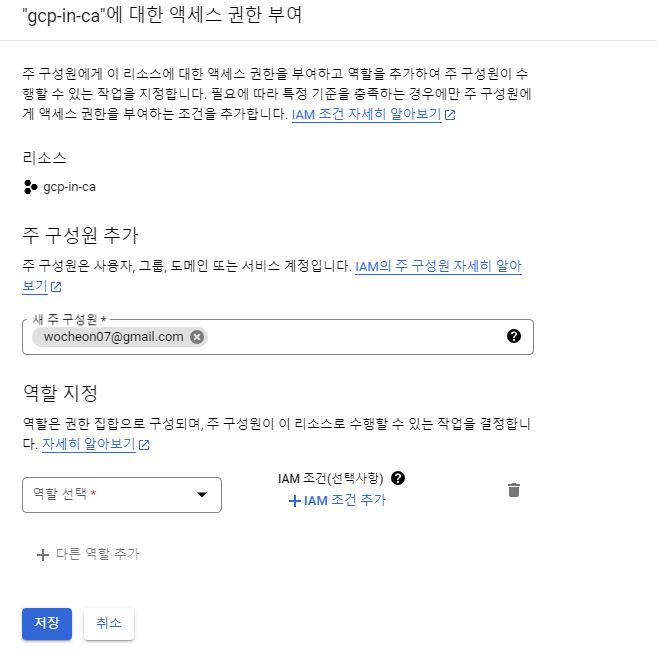 "gcp-in-ca"에 대한 액세스 권한 부여
주 구성원에게 이 리소스에 대한 액세스 권한을 부여하고 역할을 추가하여 주 구성원이 수
행할 수 있는 작업을 지정합니다. 필요에 따라 특정 기준을 충족하는 경우에만 주 구성원에
게 액세스 권한을 부여하는 조건을 추가합니다. IAM 조건 자세히 알아보기
리소스
gcp-in-ca
주 구성원 추가
주 구성원은 사용자, 그룹, 도메인 또는 서비스 계정입니다. IAM의 주 구성원 자세히 알아
보기
새 주 구성원 *
wocheon07@gmail.com
역할 지정
역할은 권한 집합으로 구성되며, 주 구성원이 이 리소스로 수행할 수 있는 작업을 결정합니
다. 자세히 알아보기
역할 선택 *
IAM 조건(선택사항)
+ IAM 조건 추가
+ 다른 역할 추가
저장
취소